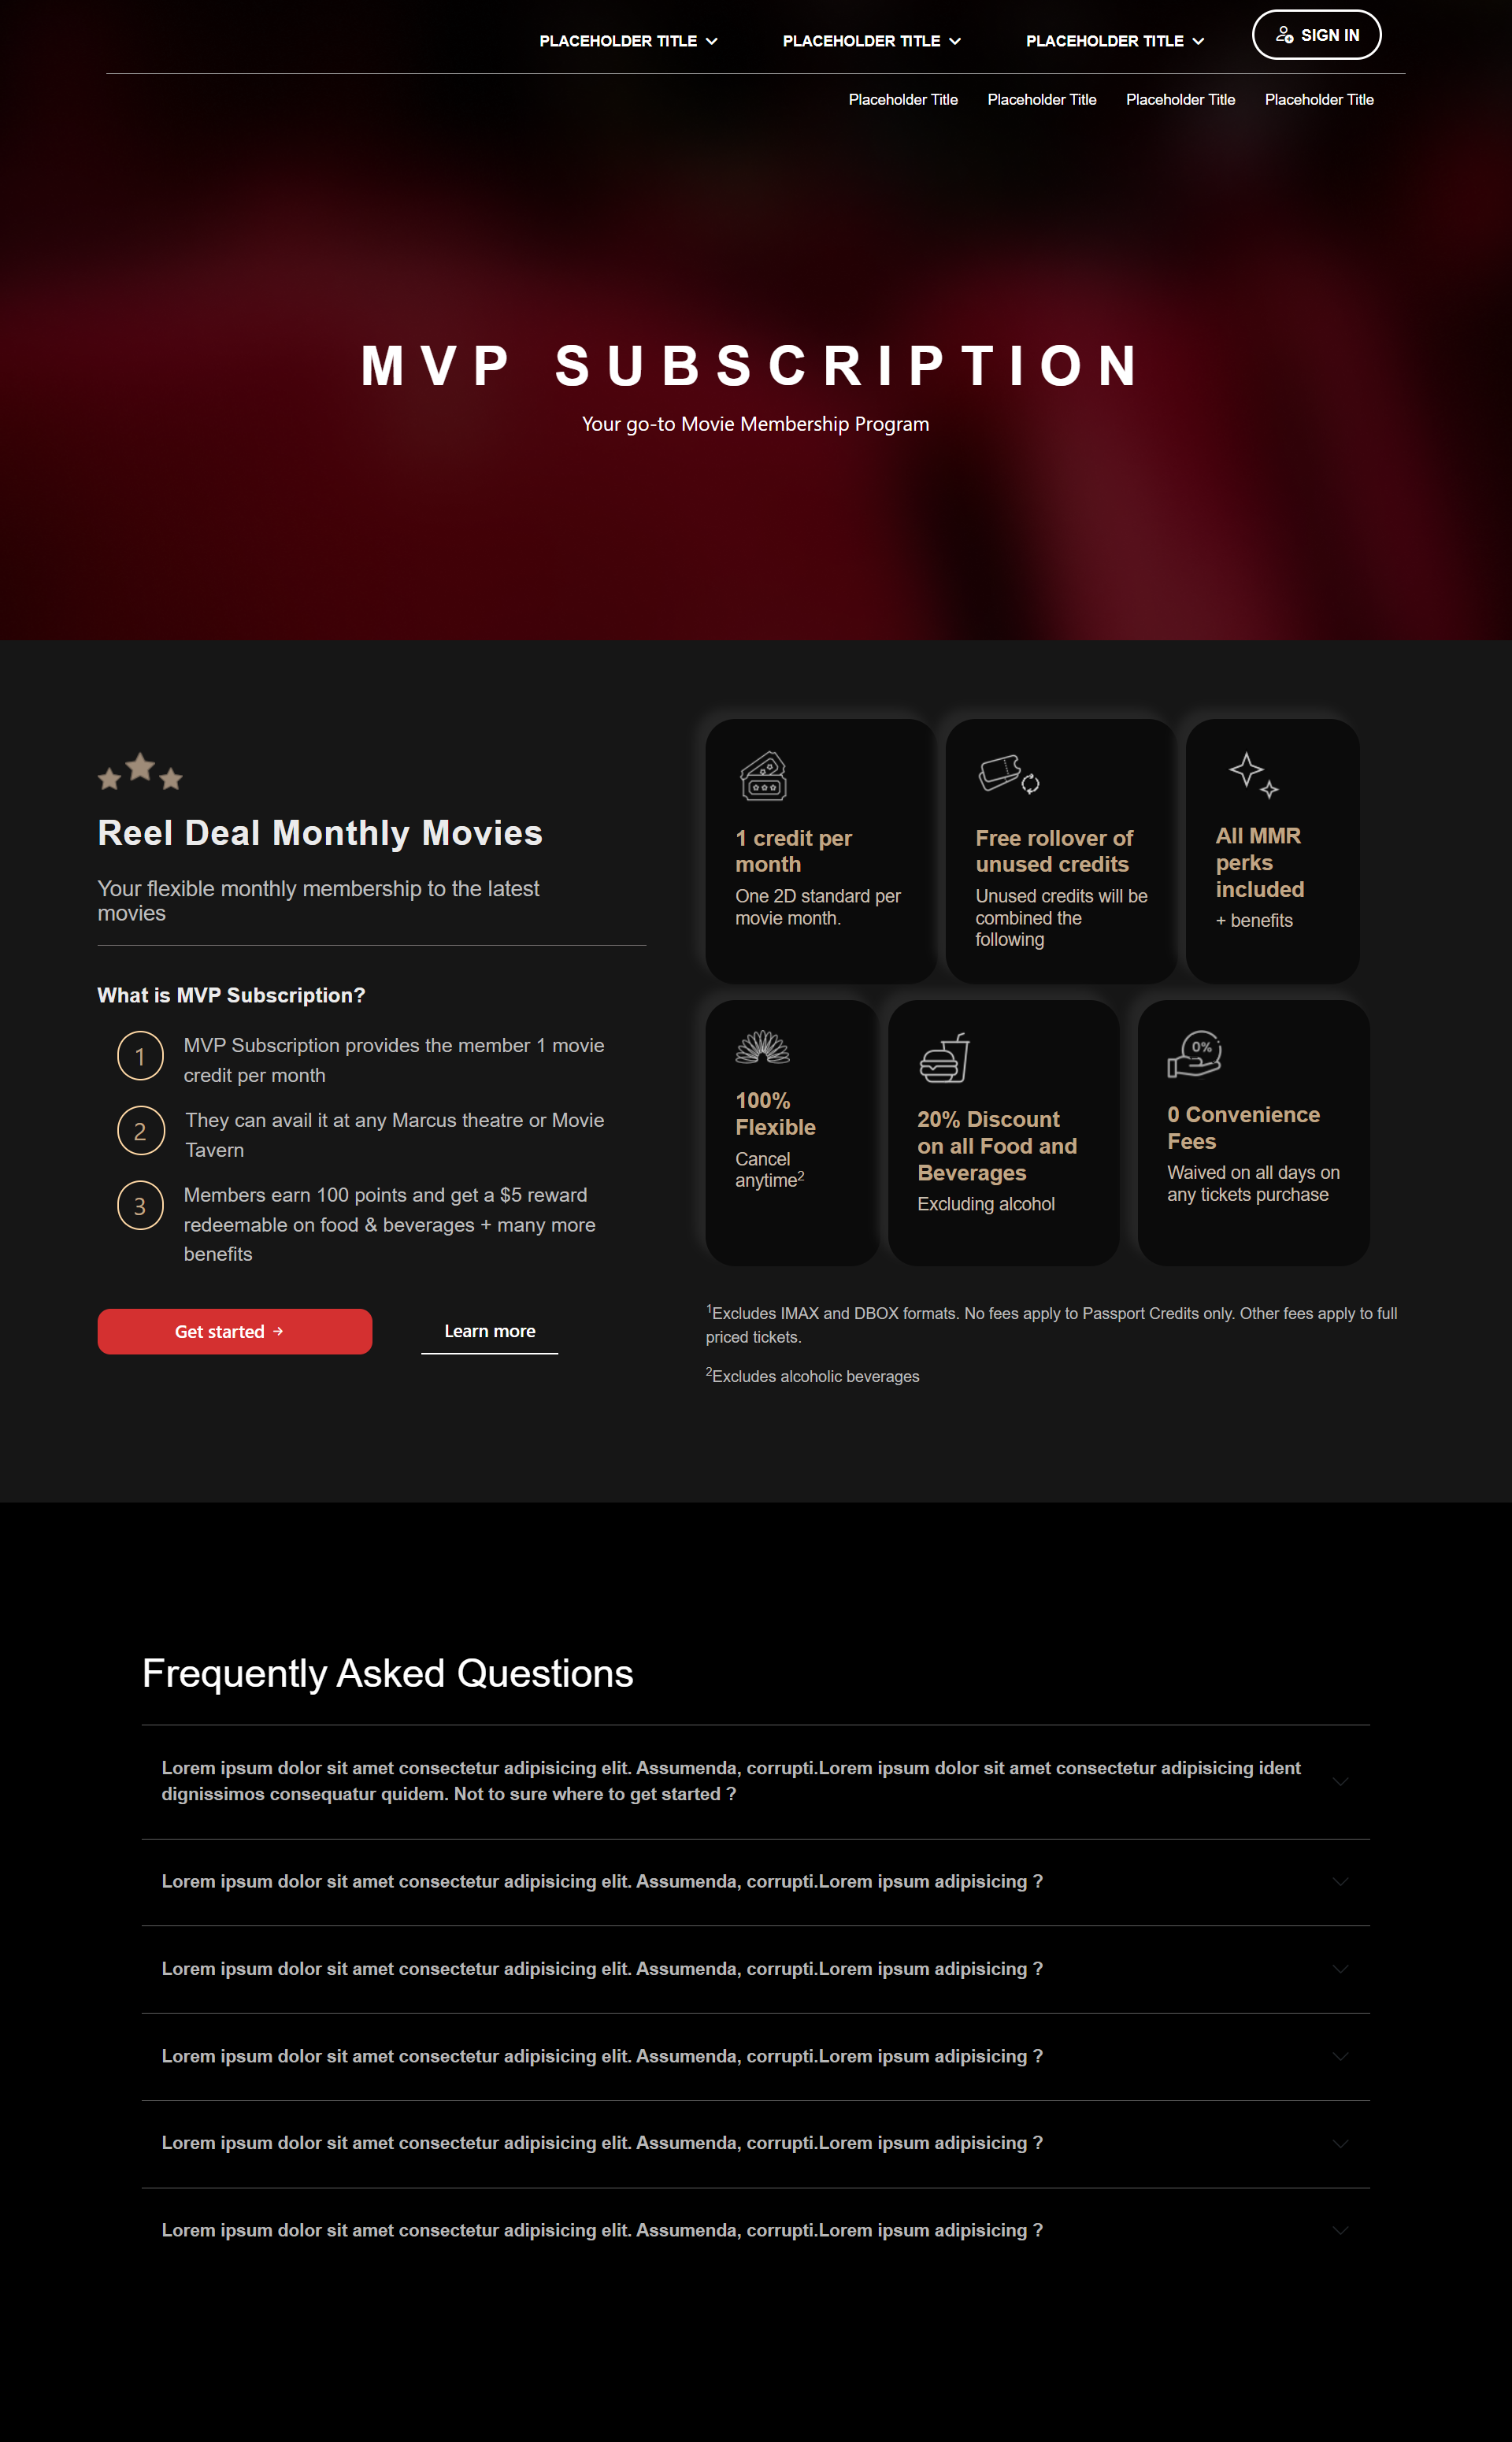 PLACEHOLDER TITLE PLACEHOLDER TITLE PLACEHOLDER TITLE SIGN IN
Placeholder Title Placeholder Title Placeholder Title Placeholder Title
MVP SUBSCRIPTION
Your go-to Movie Membership Program
Reel Deal Monthly Movies
Your flexible monthly membership to the latest
movies
What is MVP Subscription?
1 MVP Subscription provides the member 1 movie
credit per month
2 They can avail it at any Marcus theatre or Movie
Tavern
3 Members earn 100 points and get a $5 reward
redeemable on food & beverages + many more
benefits
Get started →
Learn more
1 credit per
month
One 2D standard per
movie month.
Free rollover of
unused credits
Unused credits will be
combined the
following
All MMR
perks
included
+ benefits
100%
Flexible
Cancel
anytime²
20% Discount
on all Food and
Beverages
Excluding alcohol
0%
0 Convenience
Fees
Waived on all days on
any tickets purchase
¹Excludes IMAX and DBOX formats. No fees apply to Passport Credits only. Other fees apply to full
priced tickets.
²Excludes alcoholic beverages
Frequently Asked Questions
Lorem ipsum dolor sit amet consectetur adipisicing elit. Assumenda, corrupti.Lorem ipsum dolor sit amet consectetur adipisicing ident
dignissimos consequatur quidem. Not to sure where to get started ?
Lorem ipsum dolor sit amet consectetur adipisicing elit. Assumenda, corrupti.Lorem ipsum adipisicing ?
Lorem ipsum dolor sit amet consectetur adipisicing elit. Assumenda, corrupti.Lorem ipsum adipisicing ?
Lorem ipsum dolor sit amet consectetur adipisicing elit. Assumenda, corrupti.Lorem ipsum adipisicing ?
Lorem ipsum dolor sit amet consectetur adipisicing elit. Assumenda, corrupti.Lorem ipsum adipisicing ?
Lorem ipsum dolor sit amet consectetur adipisicing elit. Assumenda, corrupti.Lorem ipsum adipisicing ?